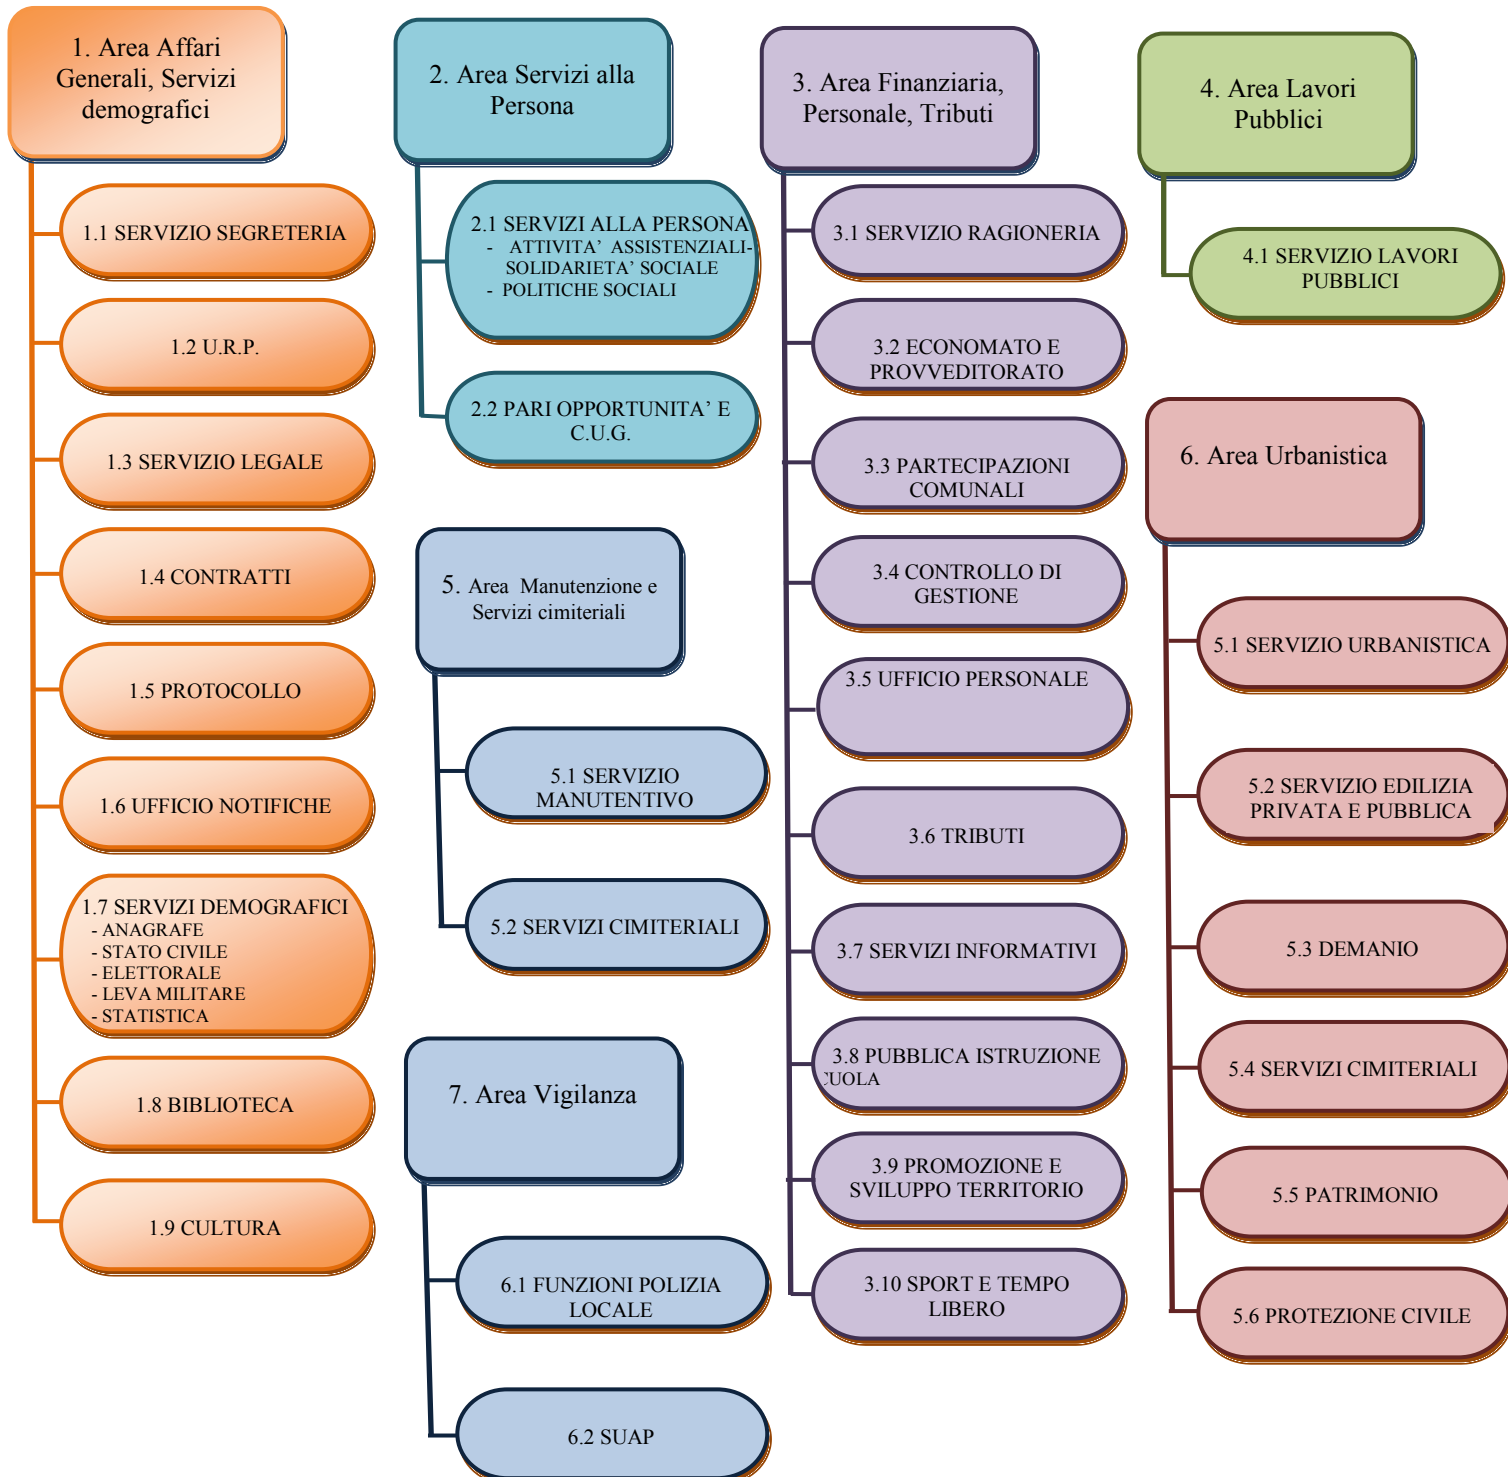 1. Area Affari
Generali, Servizi
demografici
1.1 SERVIZIO SEGRETERIA
1.2 U.R.P.
1.3 SERVIZIO LEGALE
1.4 CONTRATTI
1.5 PROTOCOLLO
1.6 UFFICIO NOTIFICHE
1.7 SERVIZI DEMOGRAFICI
- ANAGRAFE
- STATO CIVILE
- ELETTORALE
- LEVA MILITARE
- STATISTICA
1.8 BIBLIOTECA
1.9 CULTURA
2. Area Servizi alla
Persona
2.1 SERVIZI ALLA PERSONA
- ATTIVITA’ ASSISTENZIALI-
SOLIDARIETA’ SOCIALE
- POLITICHE SOCIALI
2.2 PARI OPPORTUNITA’ E
C.U.G.
5. Area Manutenzione e
Servizi cimiteriali
5.1 SERVIZIO
MANUTENTIVO
5.2 SERVIZI CIMITERIALI
7. Area Vigilanza
6.1 FUNZIONI POLIZIA
LOCALE
6.2 SUAP
3. Area Finanziaria,
Personale, Tributi
3.1 SERVIZIO RAGIONERIA
3.2 ECONOMATO E
PROVVEDITORATO
3.3 PARTECIPAZIONI
COMUNALI
3.4 CONTROLLO DI
GESTIONE
3.5 UFFICIO PERSONALE
3.6 TRIBUTI
3.7 SERVIZI INFORMATIVI
3.8 PUBBLICA ISTRUZIONE
CUOLA
3.9 PROMOZIONE E
SVILUPPO TERRITORIO
3.10 SPORT E TEMPO
LIBERO
4. Area Lavori
Pubblici
4.1 SERVIZIO LAVORI
PUBBLICI
6. Area Urbanistica
5.1 SERVIZIO URBANISTICA
5.2 SERVIZIO EDILIZIA
PRIVATA E PUBBLICA
5.3 DEMANIO
5.4 SERVIZI CIMITERIALI
5.5 PATRIMONIO
5.6 PROTEZIONE CIVILE